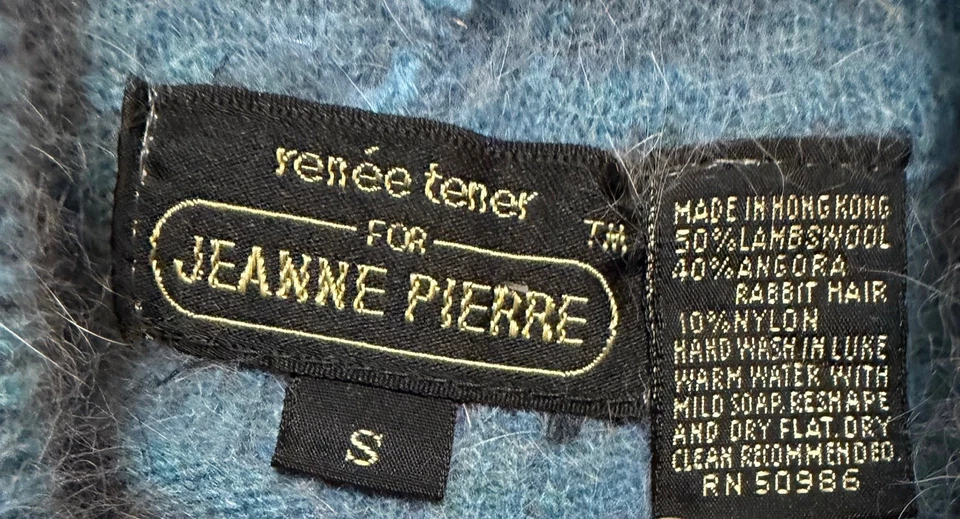 renée tener
FOR
JEANNE PIERRE
TM
S
MADE IN HONG KONG
50% LAMBSWOOL
40% ANGORA
RABBIT HAIR
10% NYLON
HAND WASH IN LUKE
WARM WATER WITH
MILD SOAP. RESHAPE
AND DRY FLAT. DRY
CLEAN RECOMMENDED.
RN 50986